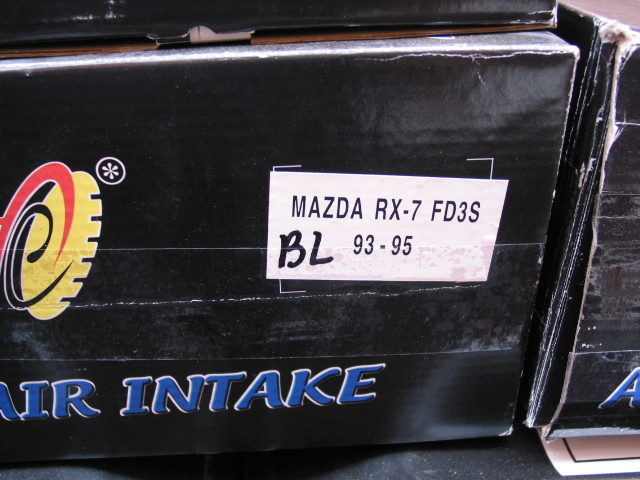 MAZDA RX-7 FD3S
BL 93-95
AIR INTAKE
A